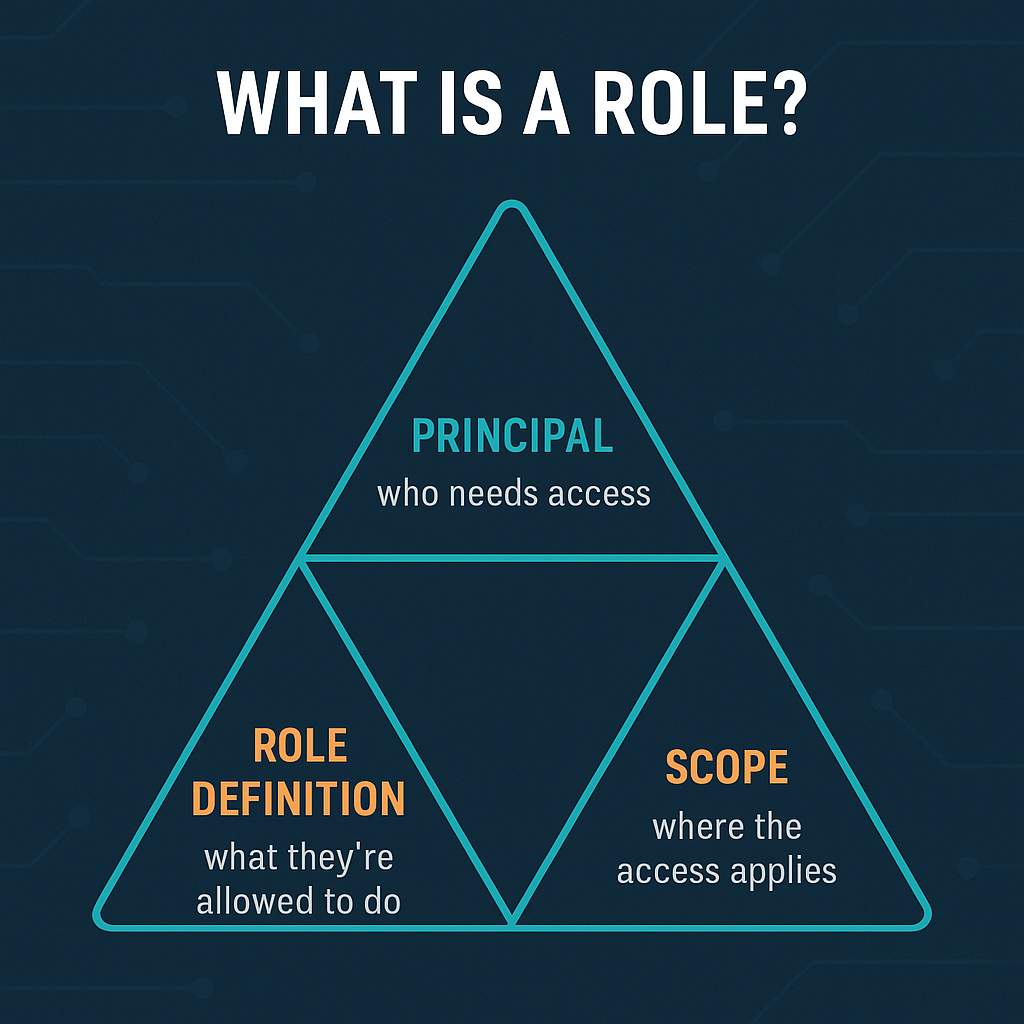 WHAT IS A ROLE?
PRINCIPAL
who needs access
ROLE
DEFINITION
what they're
allowed to do
SCOPE
where the
access applies